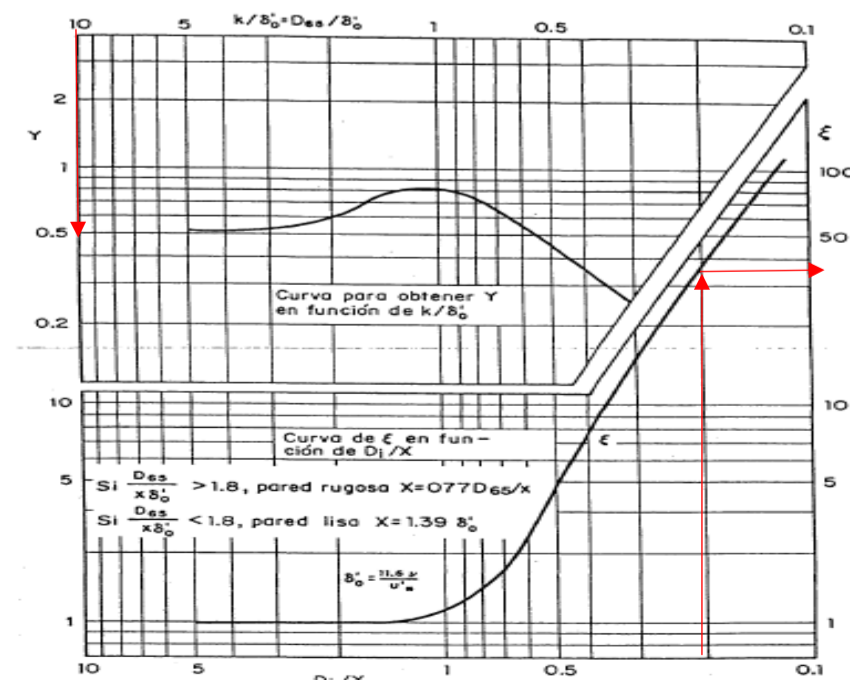 10 5 k/δ'₀=D₆₅/δ'₀ 1 0.5 0.1
2
Y
ξ
1
100
0.5
50
Curva para obtener Y
en función de k/δ'₀
0.2
10
10
Curva de ξ en fun-
ción de Di/X
ξ
5
5
Si D₆₅/xδ'₀ >1.8, pared rugosa X=077D₆₅/x
Si D₆₅/xδ'₀ <1.8, pared lisa X=1.39 δ'₀
δ'₀=11.6
1
1
10 5 1 0.5 0.1
Di/X